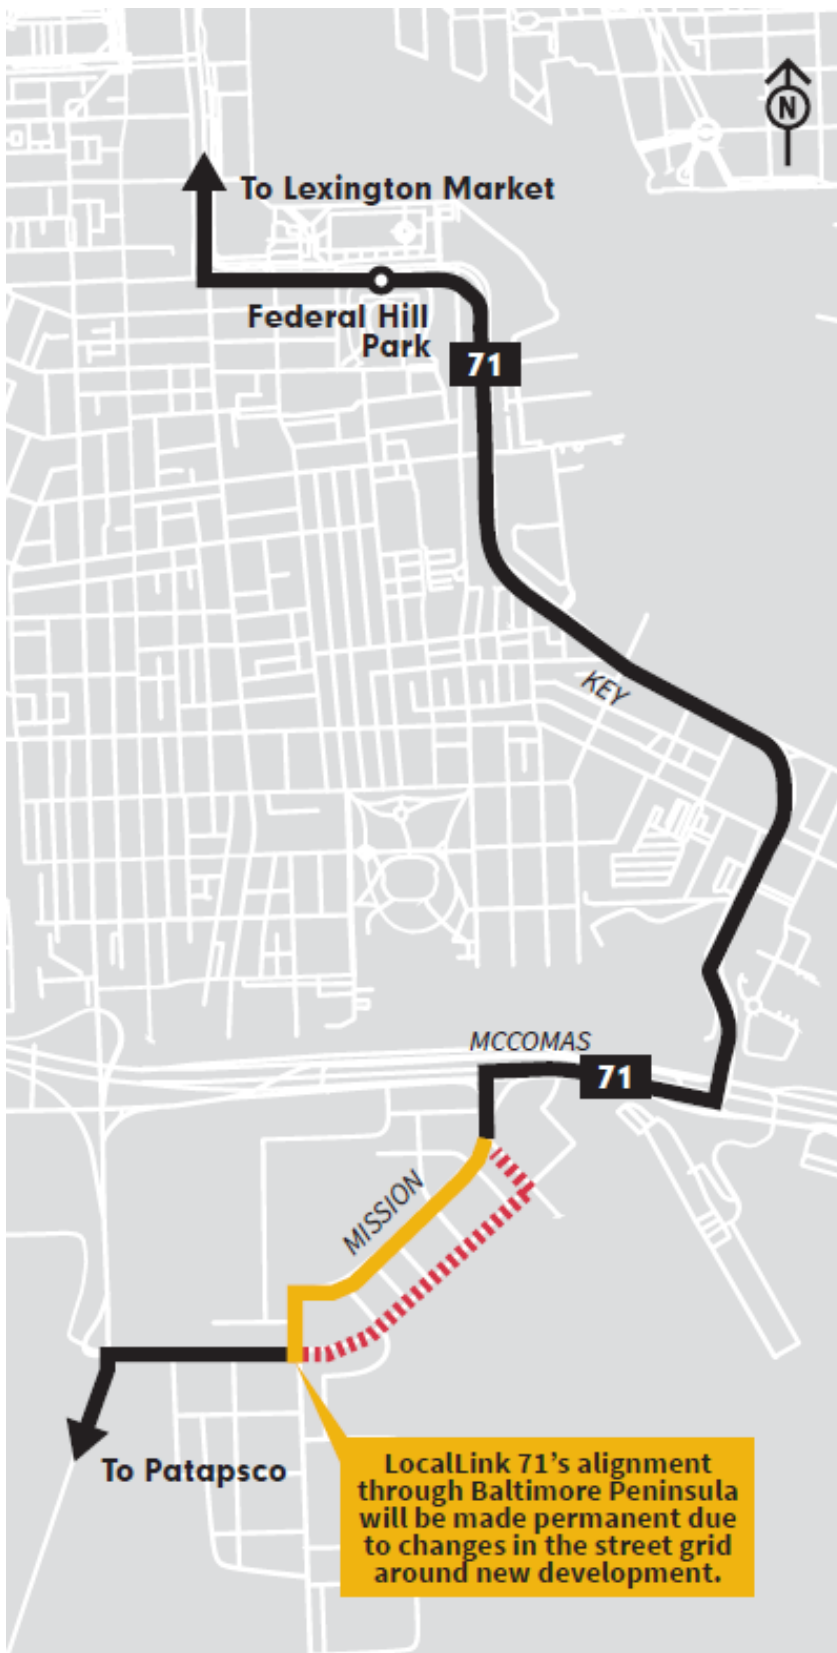 N
To Lexington Market
Federal Hill
Park
71
KEY
MCCOMAS
71
MISSION
To Patapsco
LocalLink 71's alignment
through Baltimore Peninsula
will be made permanent due
to changes in the street grid
around new development.